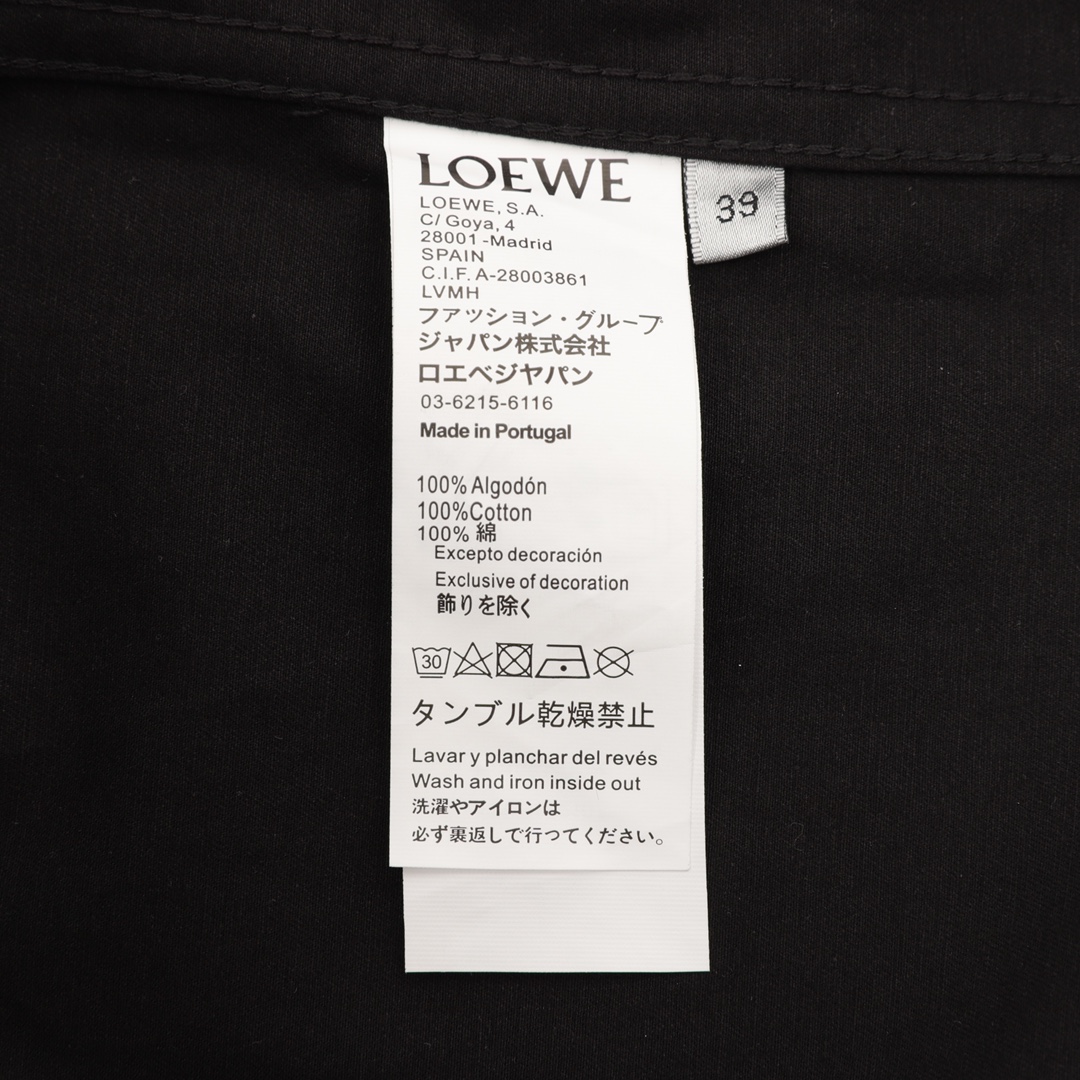 LOEWE
39
LOEWE, S.A.
C/ Goya, 4
28001 -Madrid
SPAIN
C.I.F. A-28003861
LVMH
ファツション・グループ
ジャパン株式会社
ロエベジヤパン
03-6215-6116
Made in Portugal
100% Algodón
100%Cotton
100% 綿
Excepto decoración
Exclusive of decoration
飾りを除く
30
タンブル乾燥禁止
Lavar y planchar del revés
Wash and iron inside out
洗濯やアイロンは
必ず裏返しで行つてください。